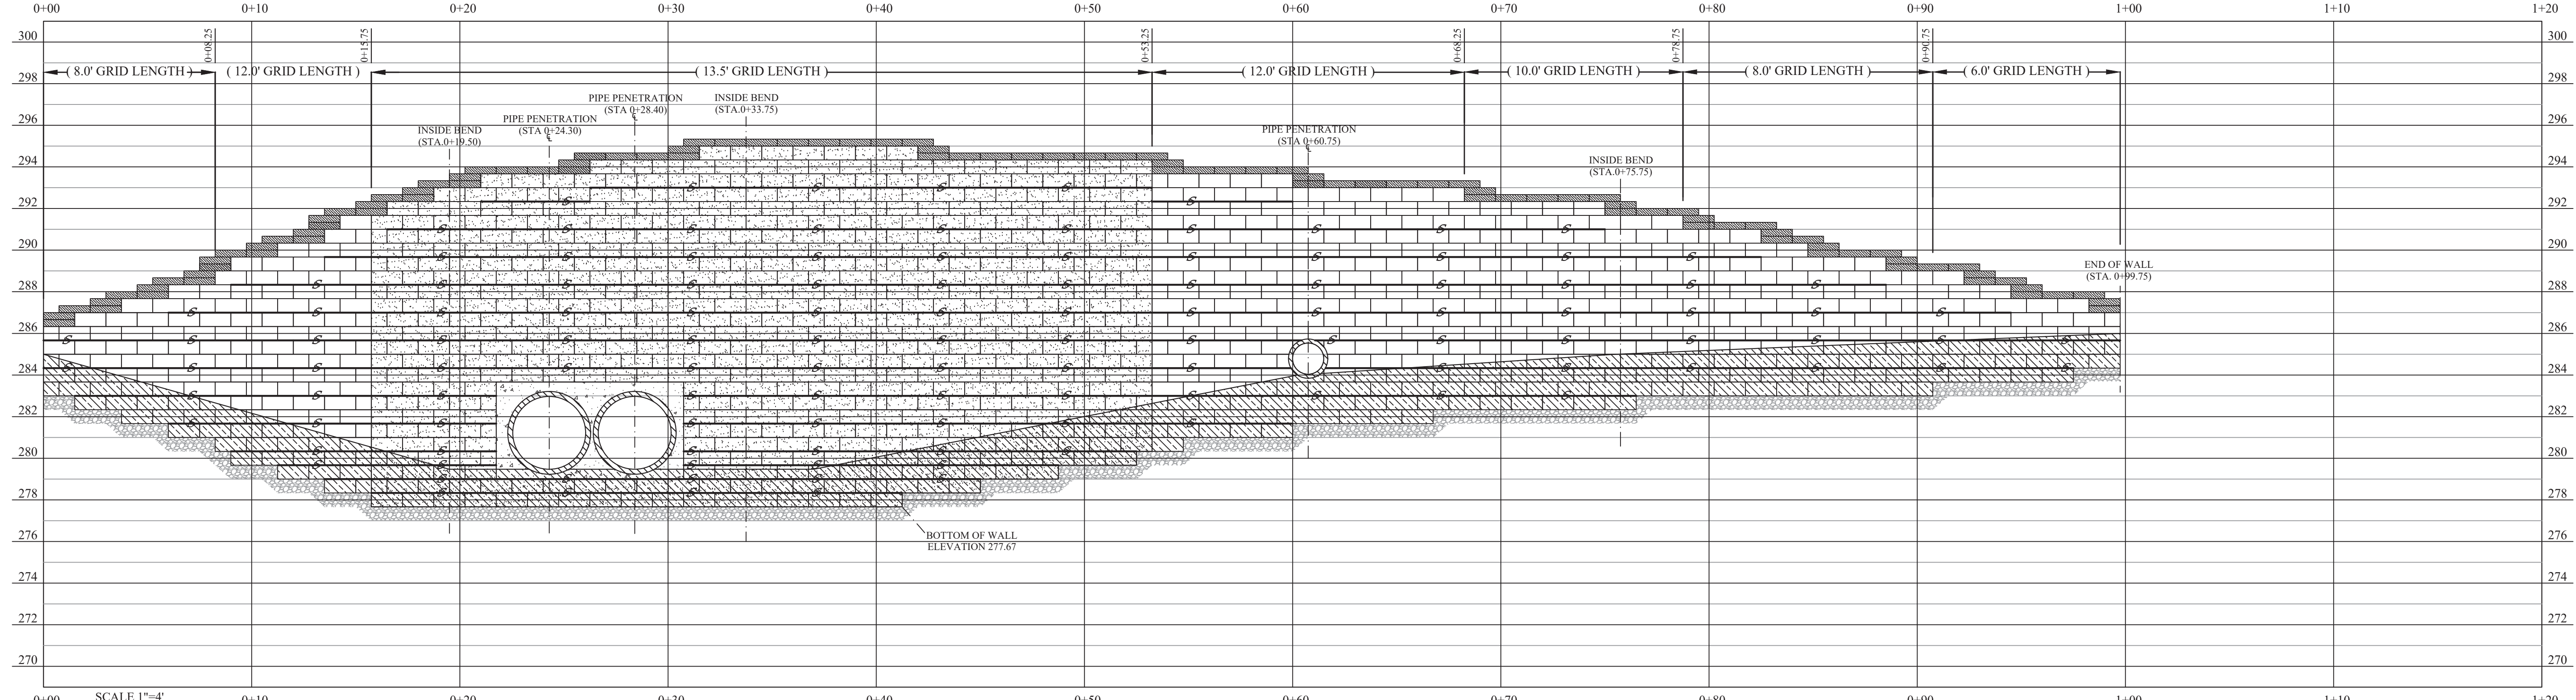 0+00 0+10 0+20 0+30 0+40 0+50 0+60 0+70 0+80 0+90 1+00 1+10 1+20
300 0+08.25 0+15.75 0+53.25 0+68.25 0+78.75 0+90.75 300
298 ( 8.0' GRID LENGTH ) ( 12.0' GRID LENGTH ) ( 13.5' GRID LENGTH ) ( 12.0' GRID LENGTH ) ( 10.0' GRID LENGTH ) ( 8.0' GRID LENGTH ) ( 6.0' GRID LENGTH ) 298
PIPE PENETRATION
(STA 0+28.40)
INSIDE BEND
(STA.0+33.75)
PIPE PENETRATION
(STA 0+24.30)
296 296
INSIDE BEND
(STA.0+19.50)
PIPE PENETRATION
(STA 0+60.75)
294 294
INSIDE BEND
(STA.0+75.75)
292 292
290 290
END OF WALL
(STA. 0+99.75)
288 288
286 286
284 284
282 282
280 280
278 278
276 276
BOTTOM OF WALL
ELEVATION 277.67
274 274
272 272
270 270
SCALE 1"=4'
0+00 0+10 0+20 0+30 0+40 0+50 0+60 0+70 0+80 0+90 1+00 1+10 1+20